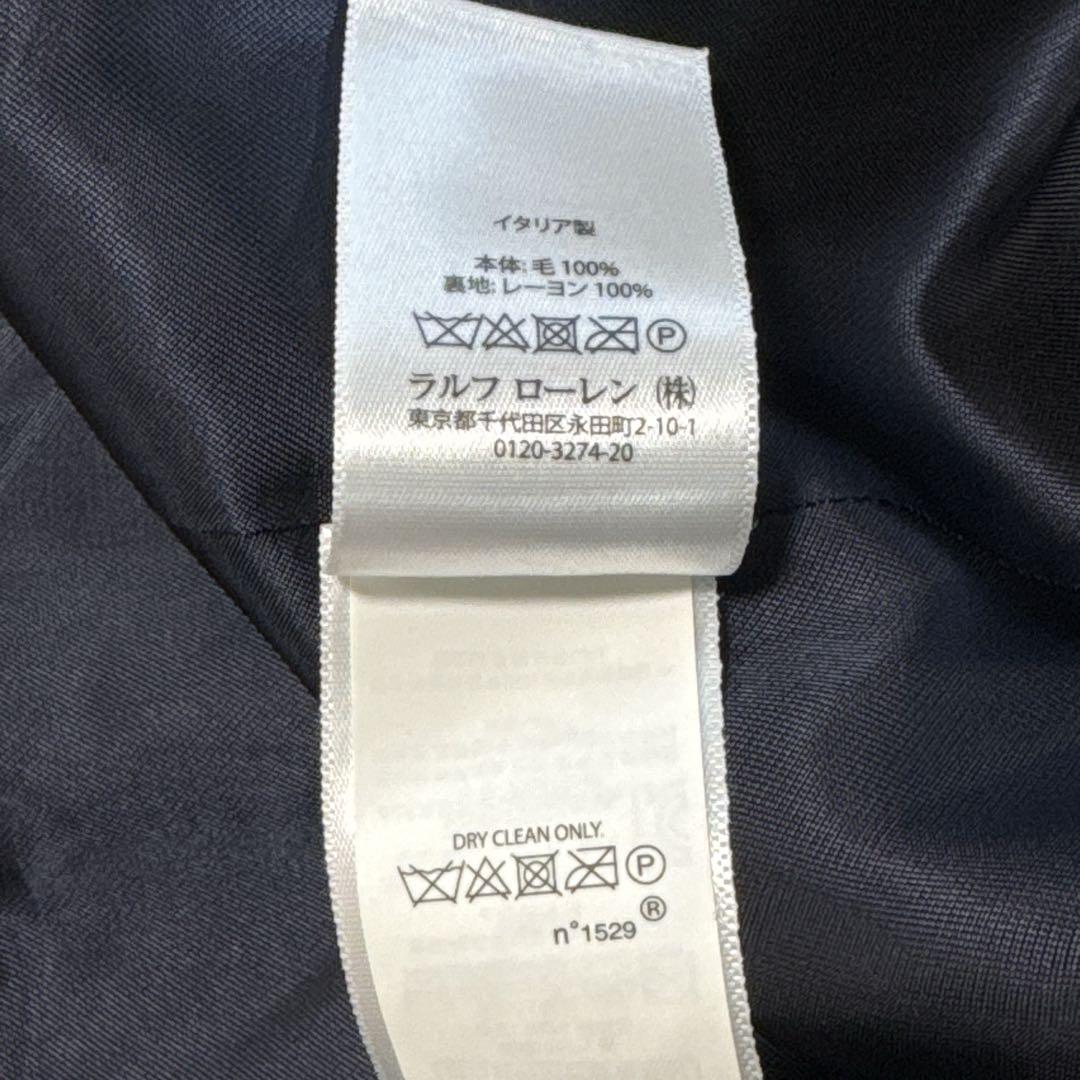 イタリア製
本体: 毛 100%
裏地: レーヨン 100%
P
ラルフ ローレン (株)
東京都千代田区永田町2-10-1
0120-3274-20
DRY CLEAN ONLY.
P
n°1529 ®